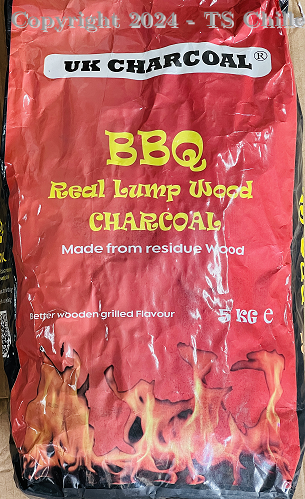 Copyright 2024 - TS Chile
UK CHARCOAL®
BBQ
Real Lump Wood
CHARCOAL
Made from residue Wood
Better wooden grilled Flavour
5 KG e